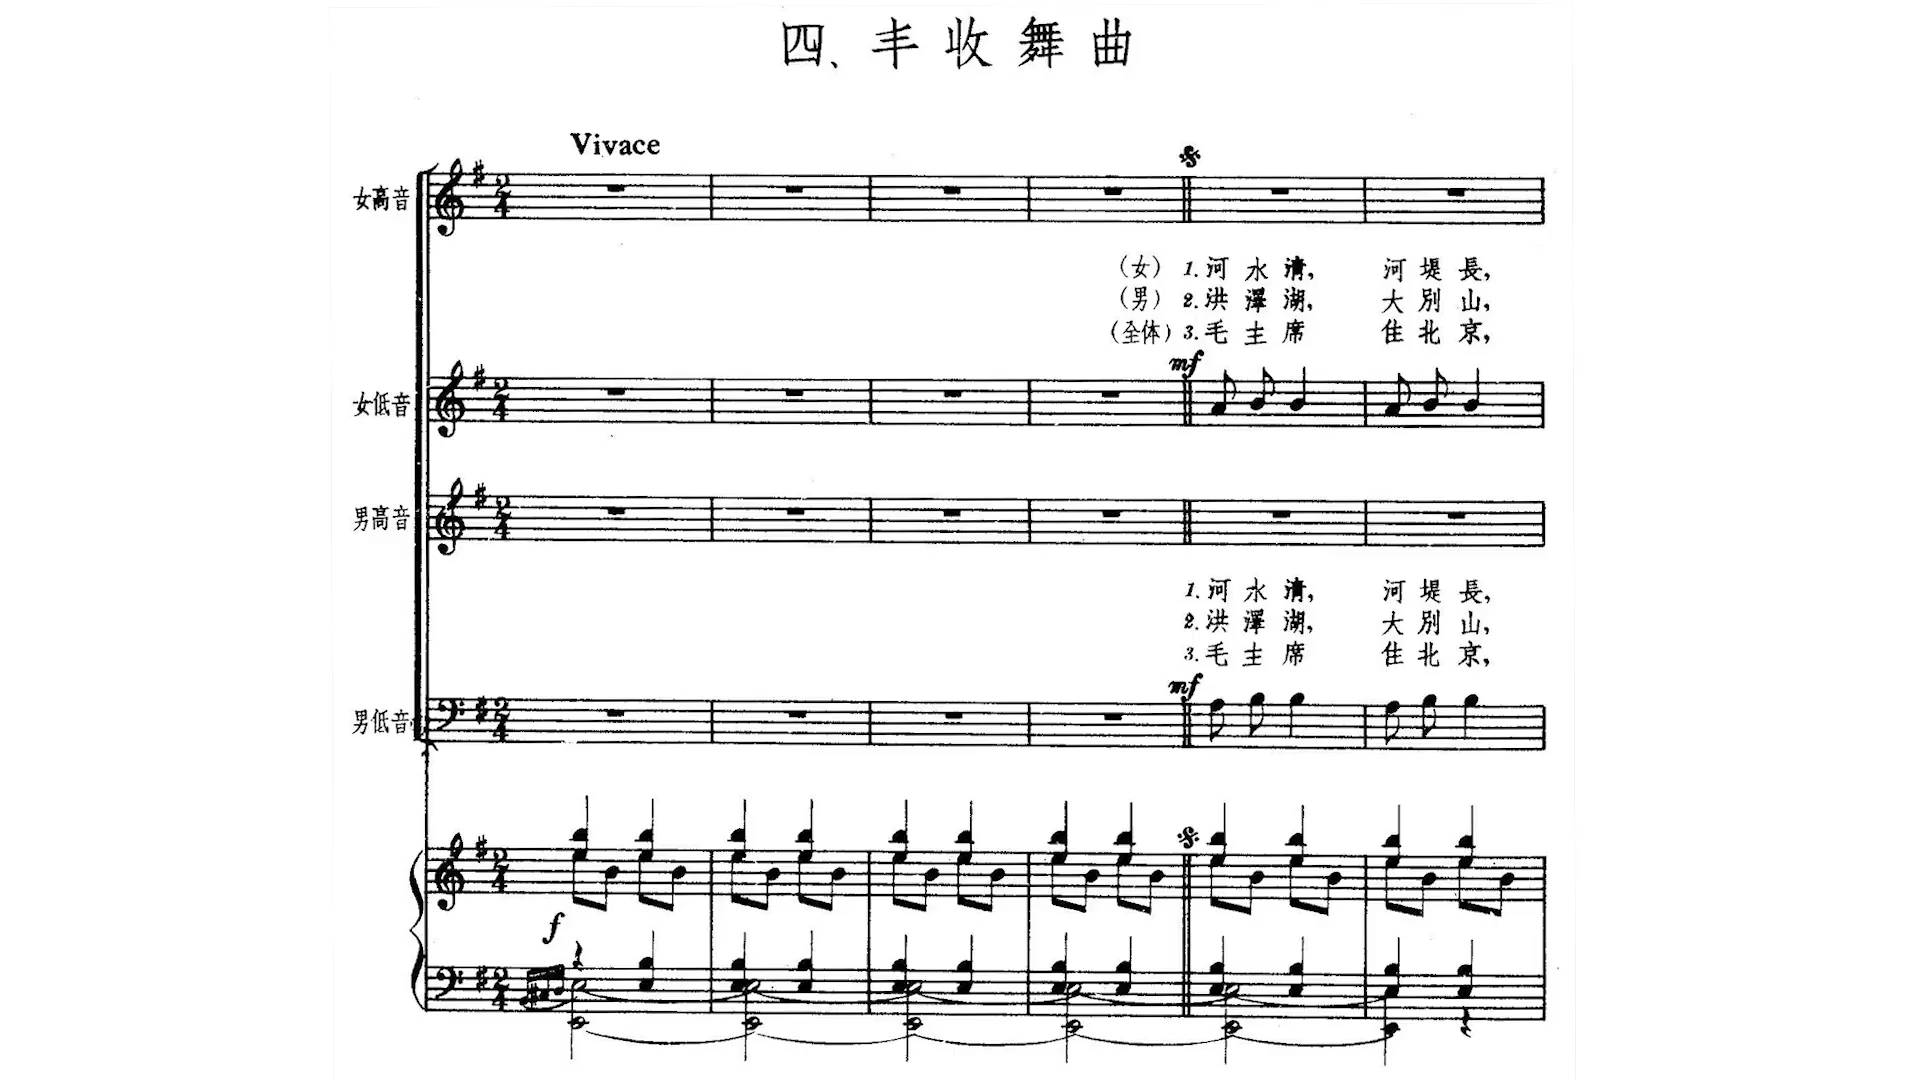 四、丰收舞曲
Vivace
女高音
(女) 1. 河水清, 河堤長,
(男) 2. 洪澤湖, 大別山,
(全体) 3. 毛主席 住北京,
mf
女低音
男高音
1. 河水清, 河堤長,
2. 洪澤湖, 大別山,
3. 毛主席 住北京,
mf
男低音
f